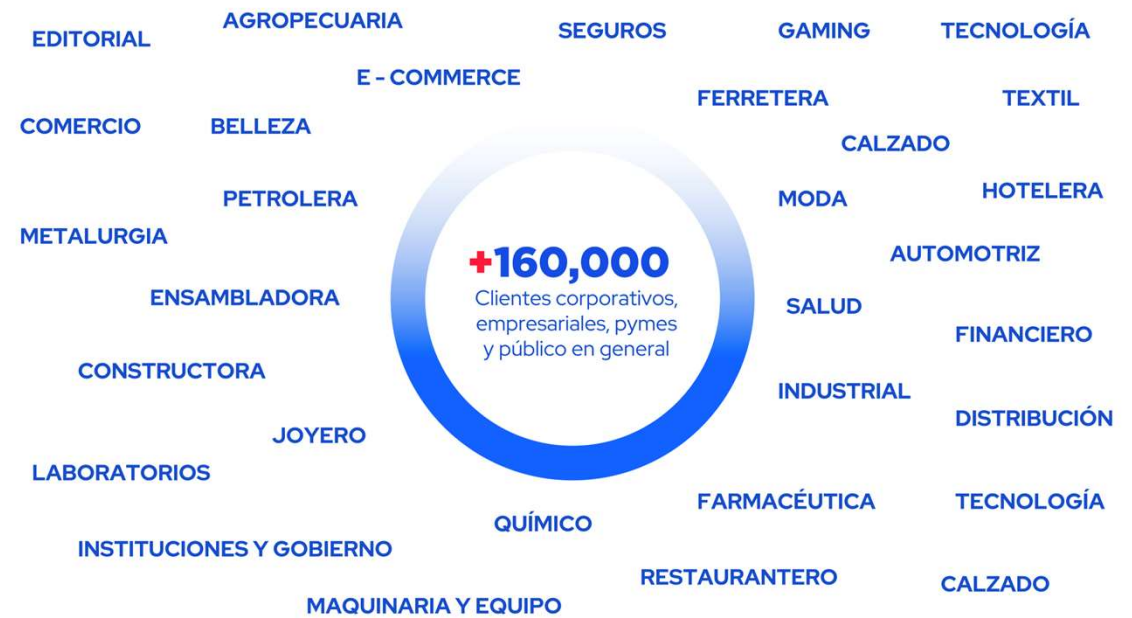 AGROPECUARIA
EDITORIAL
SEGUROS
GAMING
TECNOLOGÍA
E - COMMERCE
FERRETERA
TEXTIL
COMERCIO
BELLEZA
CALZADO
PETROLERA
MODA
HOTELERA
METALURGIA
AUTOMOTRIZ
+160,000
Clientes corporativos,
empresariales, pymes
y público en general
ENSAMBLADORA
SALUD
FINANCIERO
CONSTRUCTORA
INDUSTRIAL
DISTRIBUCIÓN
JOYERO
LABORATORIOS
FARMACÉUTICA
TECNOLOGÍA
QUÍMICO
INSTITUCIONES Y GOBIERNO
RESTAURANTERO
CALZADO
MAQUINARIA Y EQUIPO